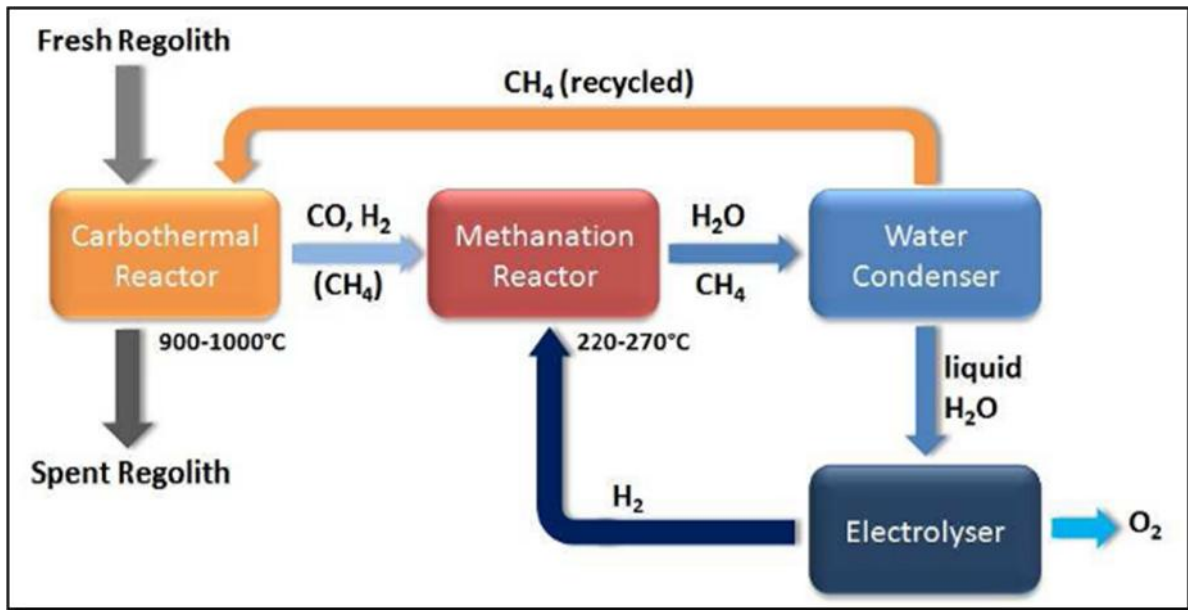 Fresh Regolith
CH₄ (recycled)
Carbothermal
Reactor
900-1000°C
CO, H₂
(CH₄)
Methanation
Reactor
220-270°C
H₂O
CH₄
Water
Condenser
liquid
H₂O
Spent Regolith
H₂
Electrolyser
O₂